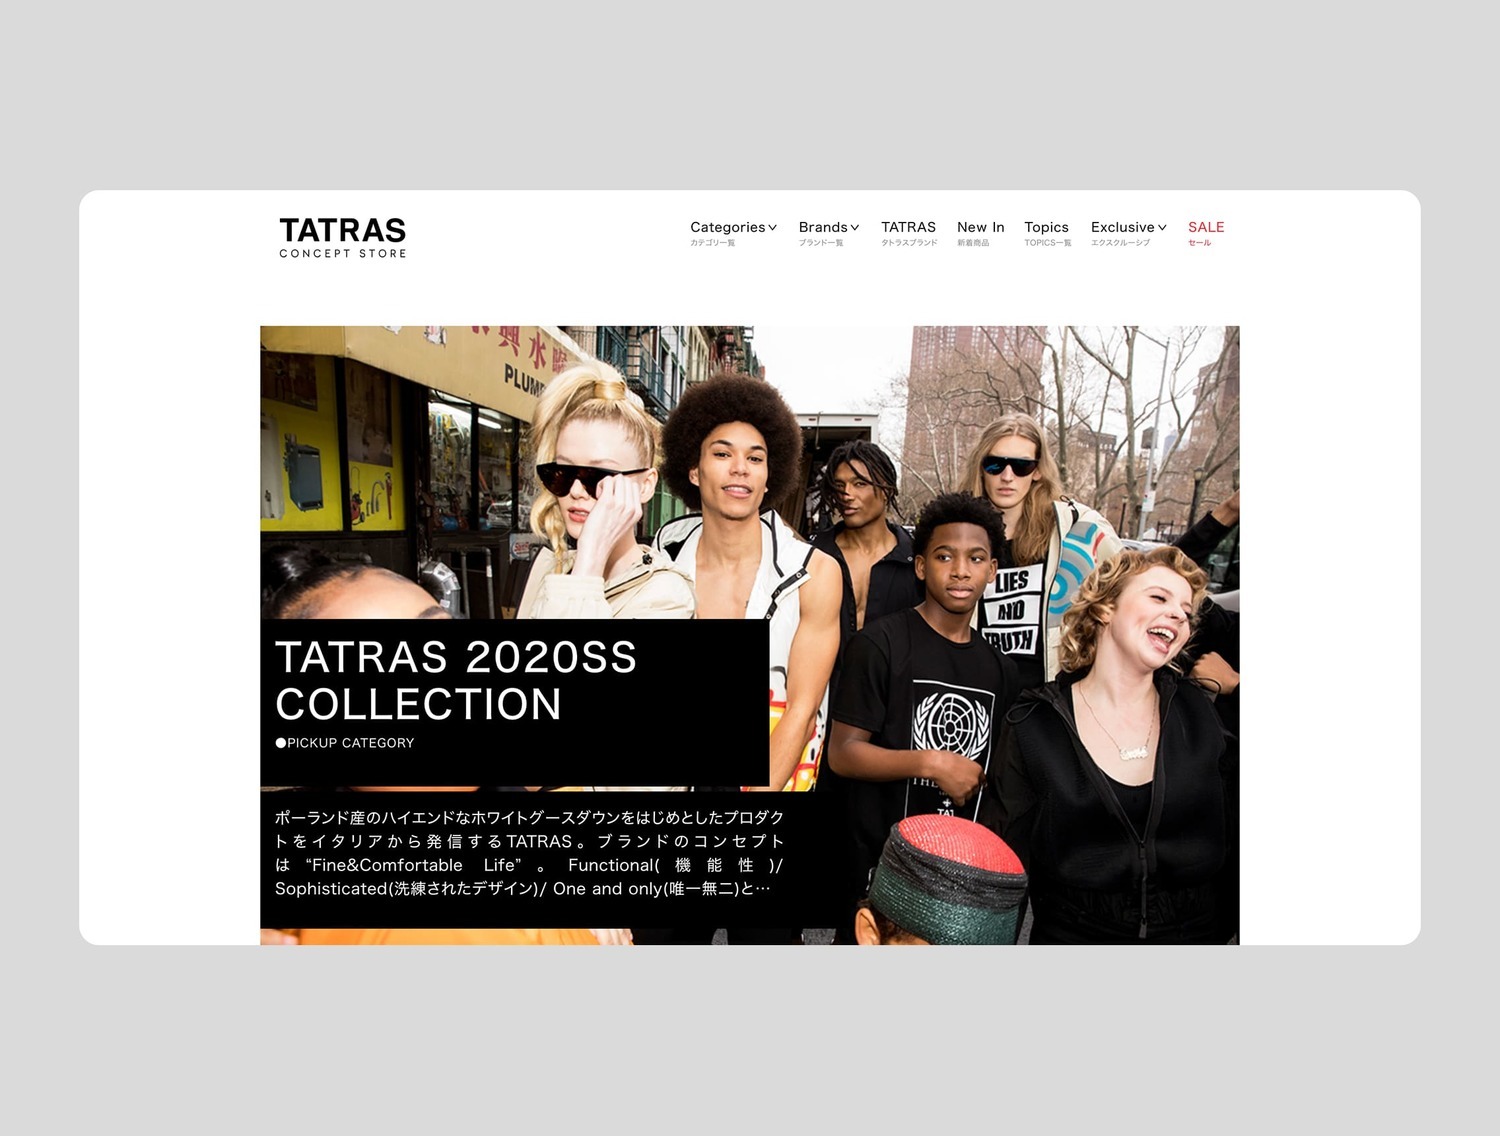 TATRAS
CONCEPT STORE
Categories Brands TATRAS New In Topics Exclusive SALE
カテゴリ一覧 ブランド一覧 タトラスブランド 新着商品 TOPICS一覧 エクスクルーシブ セール
興水
PLUM
LIES
AND
TRUTH
THE
TATRAS 2020SS
COLLECTION
●PICKUP CATEGORY
ポーランド産のハイエンドなホワイトグースダウンをはじめとしたプロダク
トをイタリアから発信するTATRAS。ブランドのコンセプト
は“Fine&Comfortable Life”。Functional(機能性)/
Sophisticated(洗練されたデザイン)/ One and only(唯一無二)と…